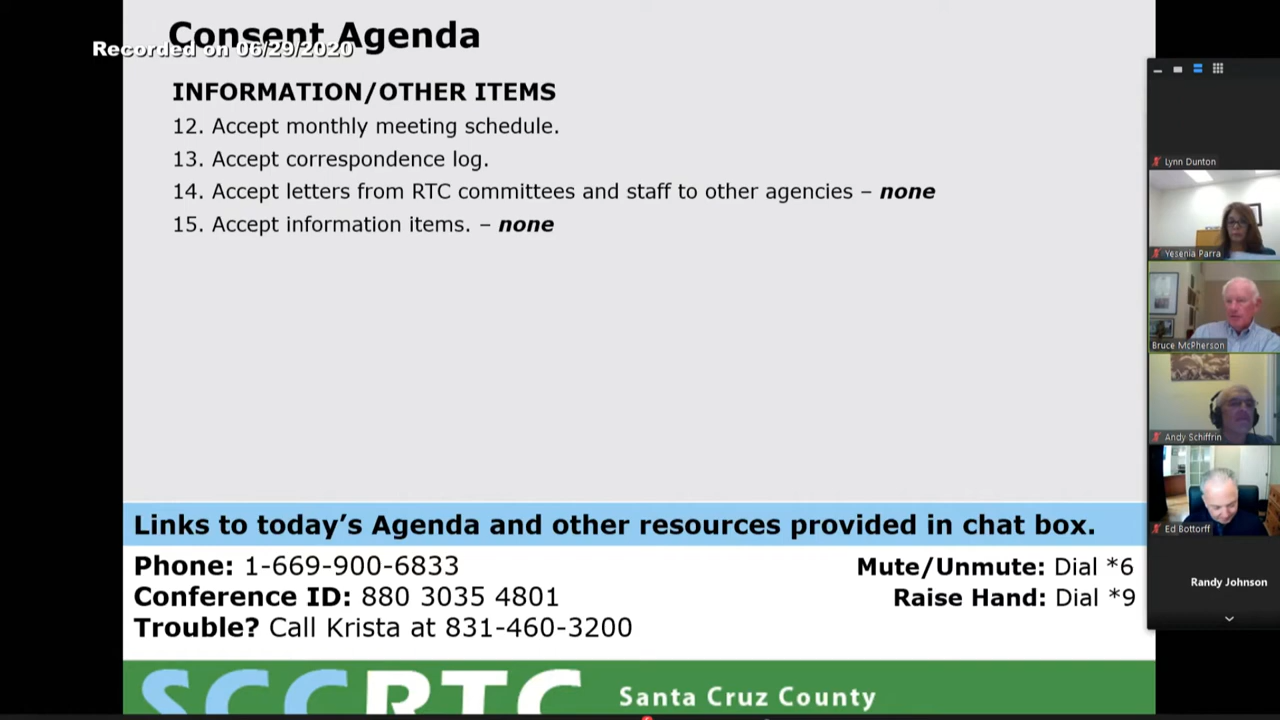 Consent Agenda
Recorded on 06/29/2020
INFORMATION/OTHER ITEMS
12. Accept monthly meeting schedule.
13. Accept correspondence log.
14. Accept letters from RTC committees and staff to other agencies – none
15. Accept information items. – none
Lynn Dunton
Yesenia Parra
Bruce McPherson
Andy Schiffrin
Ed Bottorff
Randy Johnson
Links to today's Agenda and other resources provided in chat box.
Phone: 1-669-900-6833
Mute/Unmute: Dial *6
Conference ID: 880 3035 4801
Raise Hand: Dial *9
Trouble? Call Krista at 831-460-3200
SCCRTC
Santa Cruz County